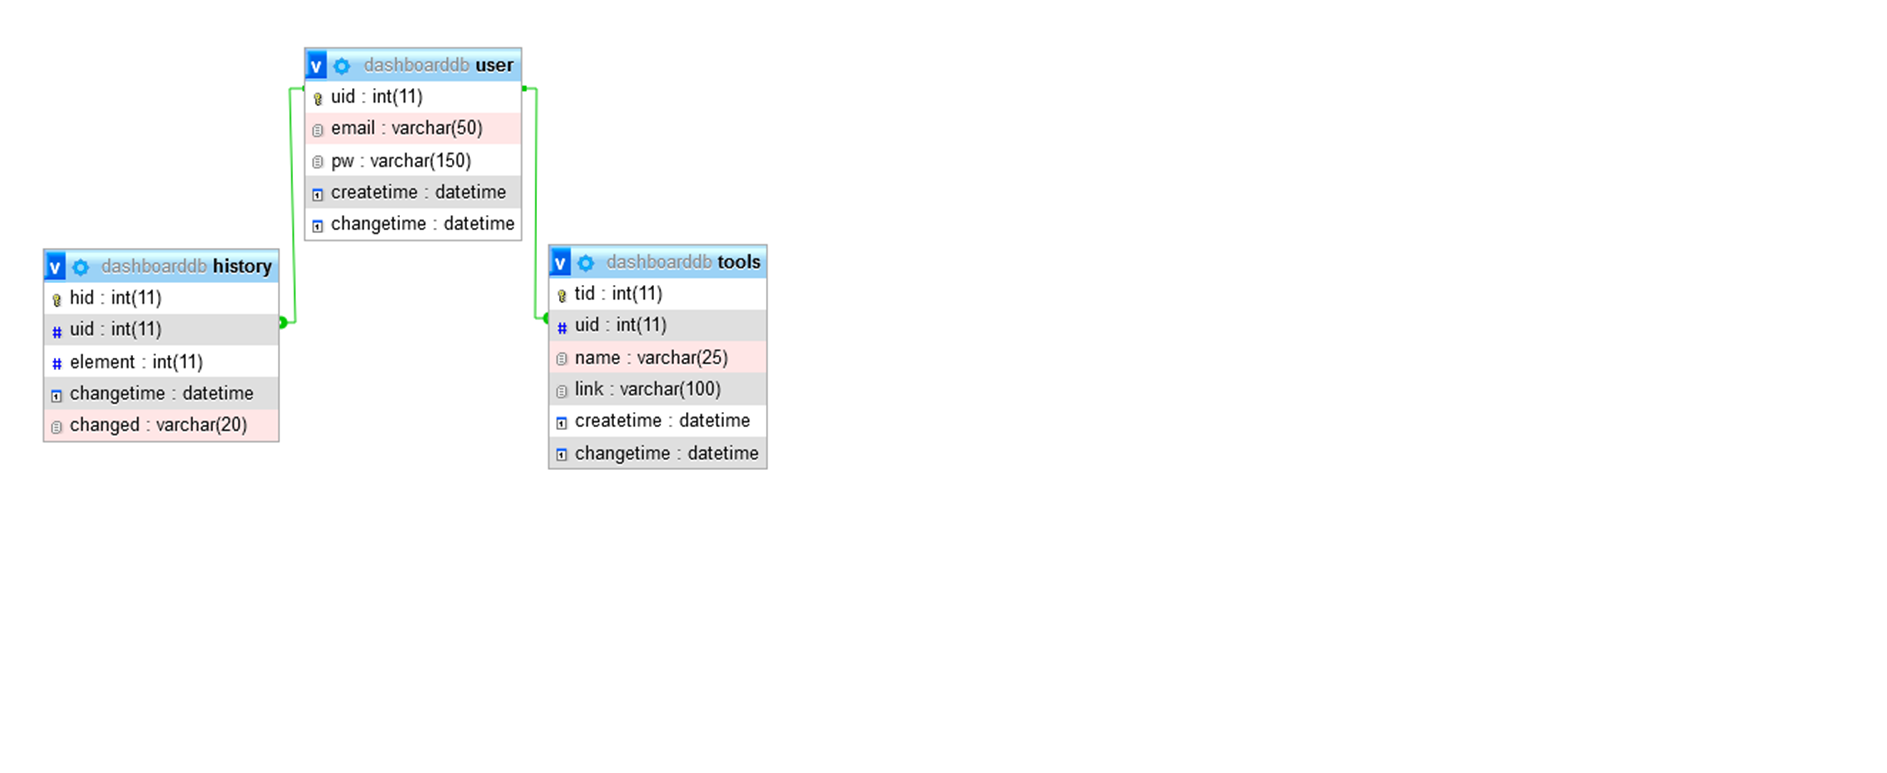 v dashboarddb user
uid : int(11)
email : varchar(50)
pw : varchar(150)
createtime : datetime
changetime : datetime
v dashboarddb history
hid : int(11)
# uid : int(11)
# element : int(11)
changetime : datetime
changed : varchar(20)
v dashboarddb tools
tid : int(11)
# uid : int(11)
name : varchar(25)
link : varchar(100)
createtime : datetime
changetime : datetime